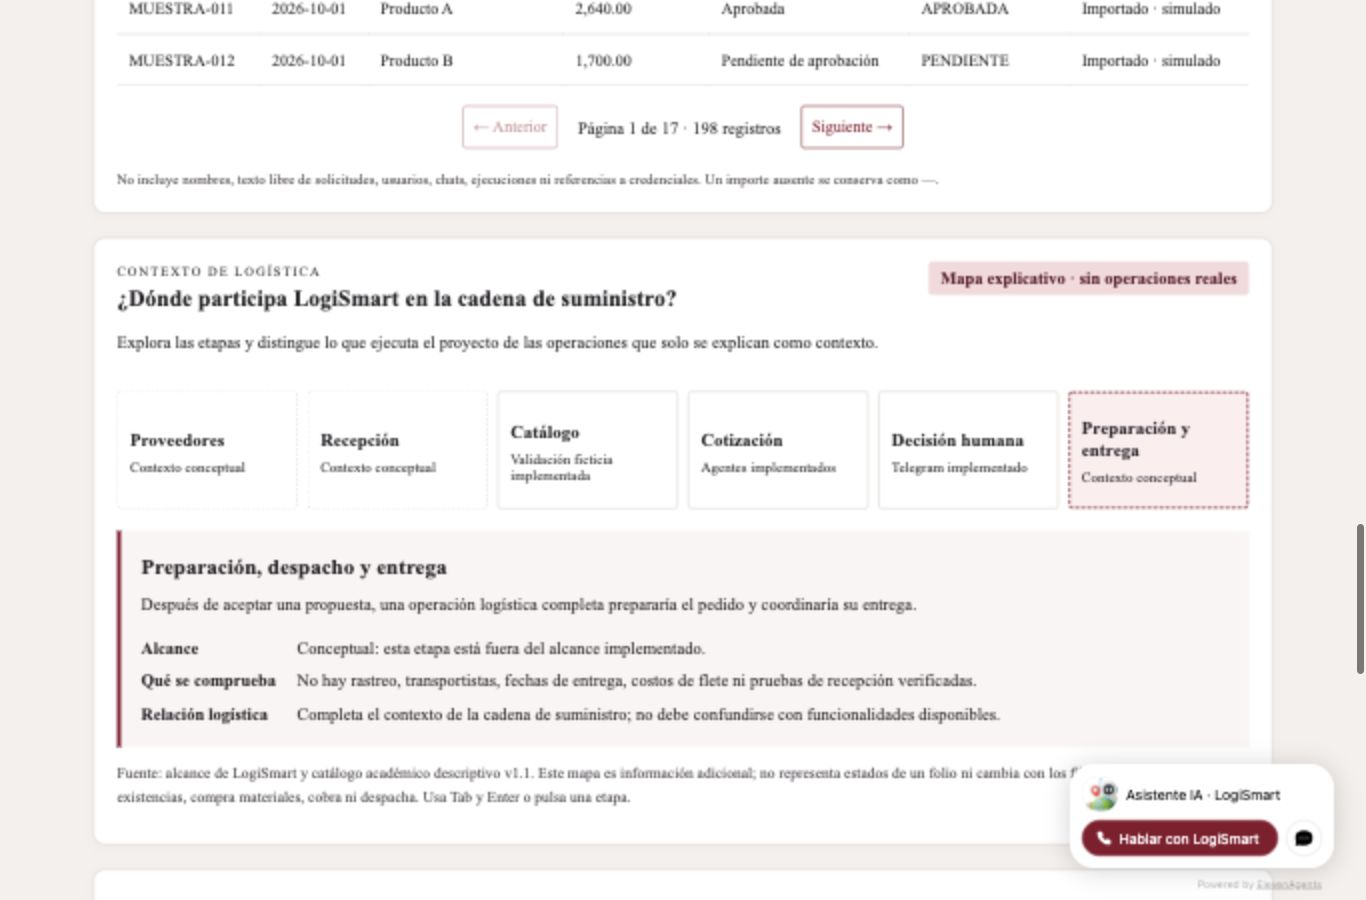 MUESTRA-011 2026-10-01 Producto A 2,640.00 Aprobada APROBADA Importado · simulado
MUESTRA-012 2026-10-01 Producto B 1,700.00 Pendiente de aprobación PENDIENTE Importado · simulado
← Anterior Página 1 de 17 · 198 registros Siguiente →
No incluye nombres, texto libre de solicitudes, usuarios, chats, ejecuciones ni referencias a credenciales. Un importe ausente se conserva como —.
CONTEXTO DE LOGÍSTICA
¿Dónde participa LogiSmart en la cadena de suministro?
Mapa explicativo · sin operaciones reales
Explora las etapas y distingue lo que ejecuta el proyecto de las operaciones que solo se explican como contexto.
Proveedores
Contexto conceptual
Recepción
Contexto conceptual
Catálogo
Validación ficticia
implementada
Cotización
Agentes implementados
Decisión humana
Telegram implementado
Preparación y
entrega
Contexto conceptual
Preparación, despacho y entrega
Después de aceptar una propuesta, una operación logística completa prepararía el pedido y coordinaría su entrega.
Alcance Conceptual: esta etapa está fuera del alcance implementado.
Qué se comprueba No hay rastreo, transportistas, fechas de entrega, costos de flete ni pruebas de recepción verificadas.
Relación logística Completa el contexto de la cadena de suministro; no debe confundirse con funcionalidades disponibles.
Fuente: alcance de LogiSmart y catálogo académico descriptivo v1.1. Este mapa es información adicional; no representa estados de un folio ni cambia con los
existencias, compra materiales, cobra ni despacha. Usa Tab y Enter o pulsa una etapa.
Asistente IA · LogiSmart
Hablar con LogiSmart
Powered by ElevenAgents